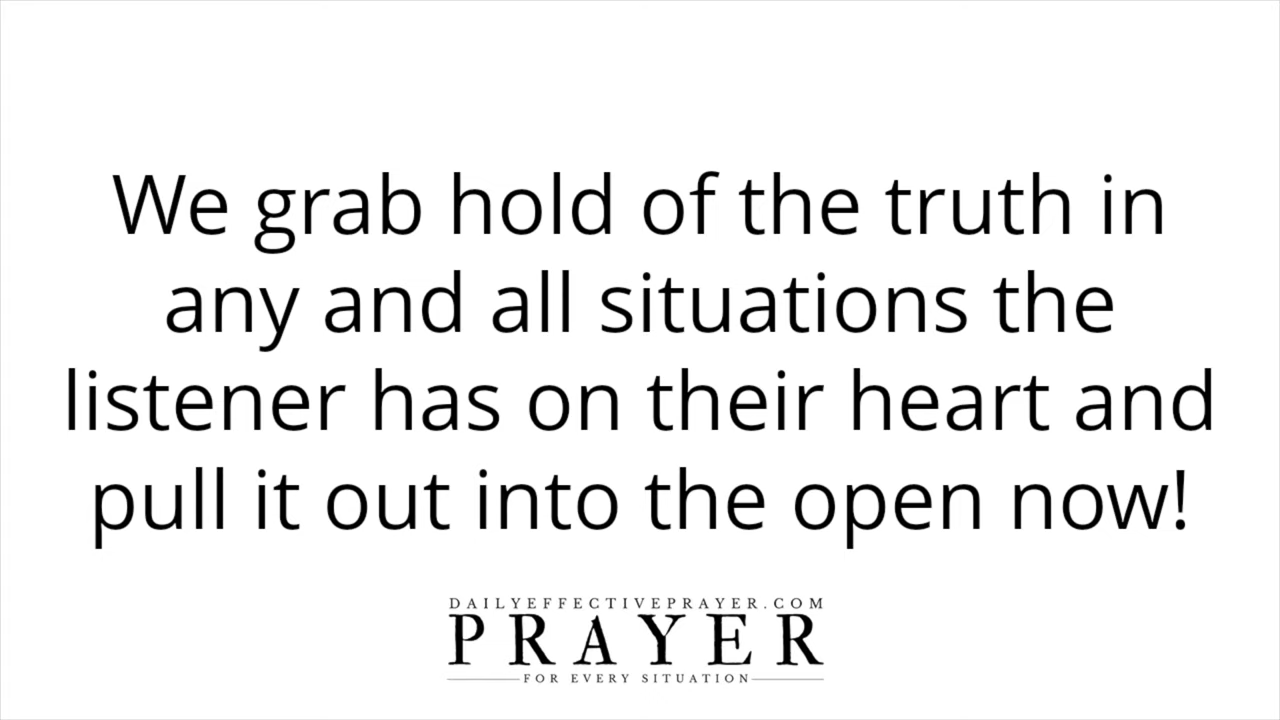 We grab hold of the truth in
any and all situations the
listener has on their heart and
pull it out into the open now!
DAILYEFFECTIVEPRAYER.COM
PRAYER
FOR EVERY SITUATION